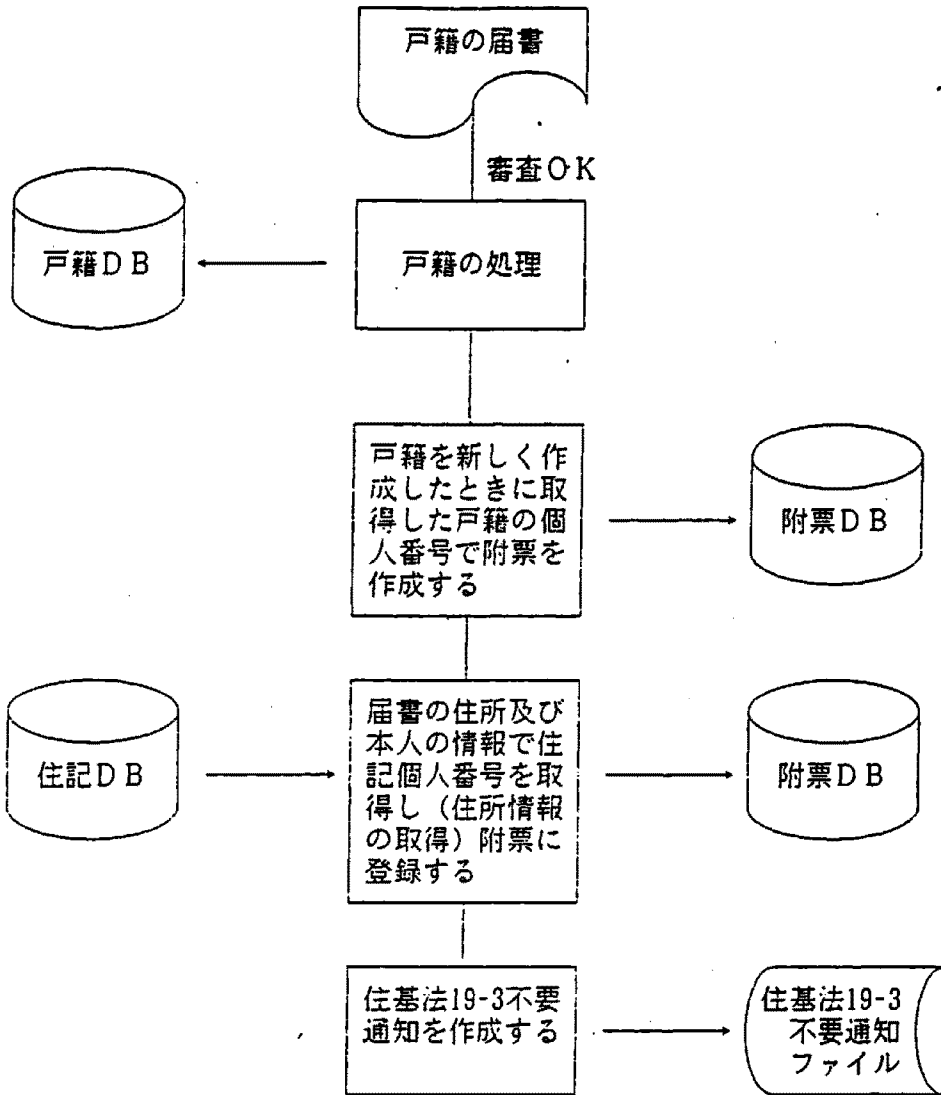 戸籍の届書
審査OK
戸籍DB
戸籍の処理
戸籍を新しく作
成したときに取
得した戸籍の個
人番号で附票を
作成する
附票DB
住記DB
届書の住所及び
本人の情報で住
記個人番号を取
得し（住所情報
の取得）附票に
登録する
附票DB
住基法19-3不要
通知を作成する
住基法19-3
不要通知
ファイル